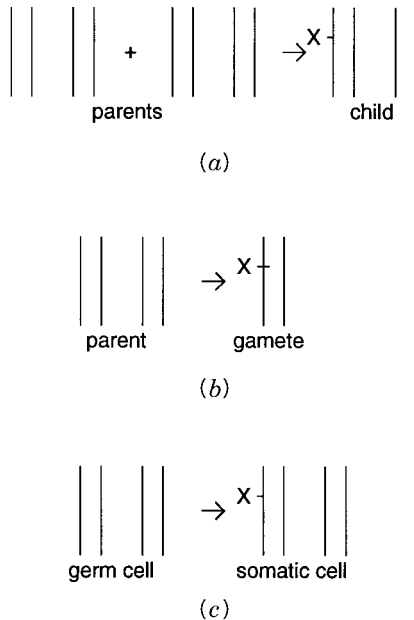 + → X
parents child
(a)
→ X
parent gamete
(b)
→ X
germ cell somatic cell
(c)